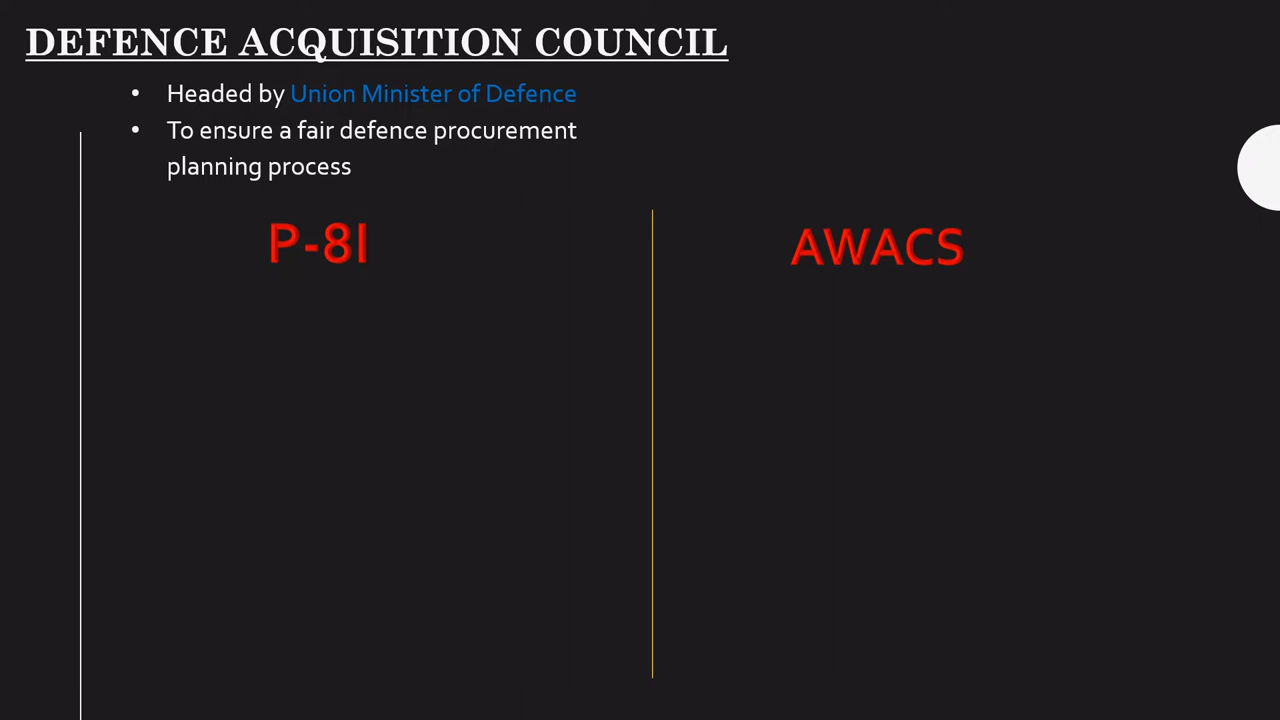 DEFENCE ACQUISITION COUNCIL
• Headed by Union Minister of Defence
• To ensure a fair defence procurement
planning process
P-8I
AWACS